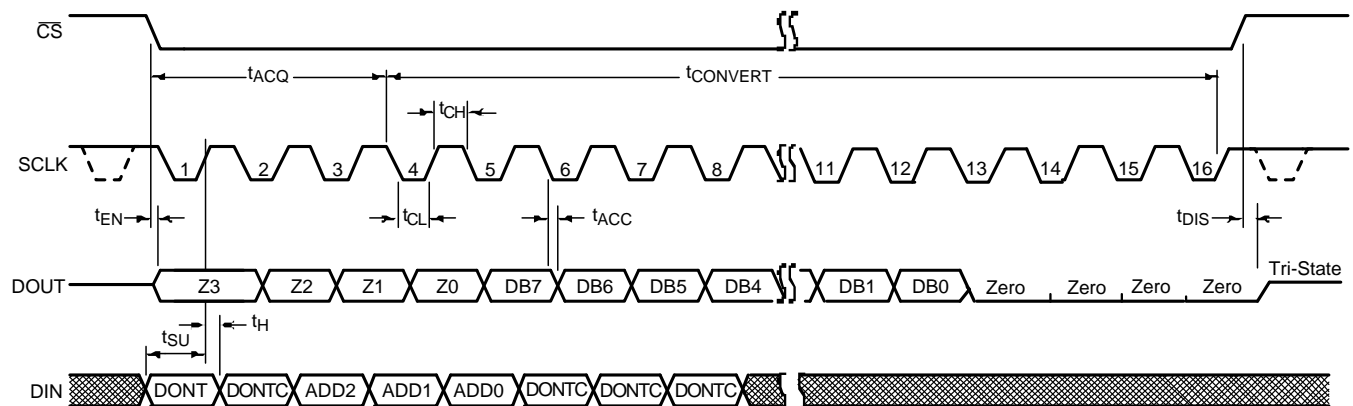 CS
tACQ tCONVERT
tCH
SCLK 1 2 3 4 5 6 7 8 11 12 13 14 15 16
tEN tCL tACC tDIS
Tri-State
DOUT Z3 Z2 Z1 Z0 DB7 DB6 DB5 DB4 DB1 DB0 Zero Zero Zero Zero
tSU tH
DIN DONT DONTC ADD2 ADD1 ADD0 DONTC DONTC DONTC